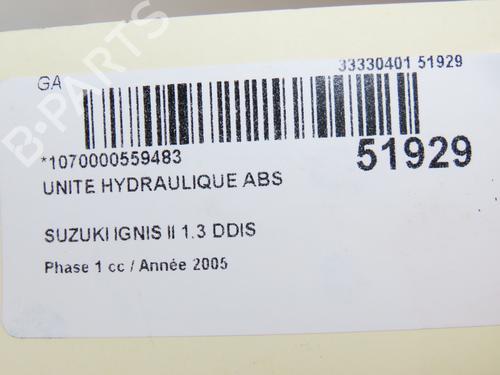 GA
33330401 51929
*1070000559483
51929
UNITE HYDRAULIQUE ABS
SUZUKI IGNIS II 1.3 DDIS
Phase 1 cc / Année 2005
B-PARTS